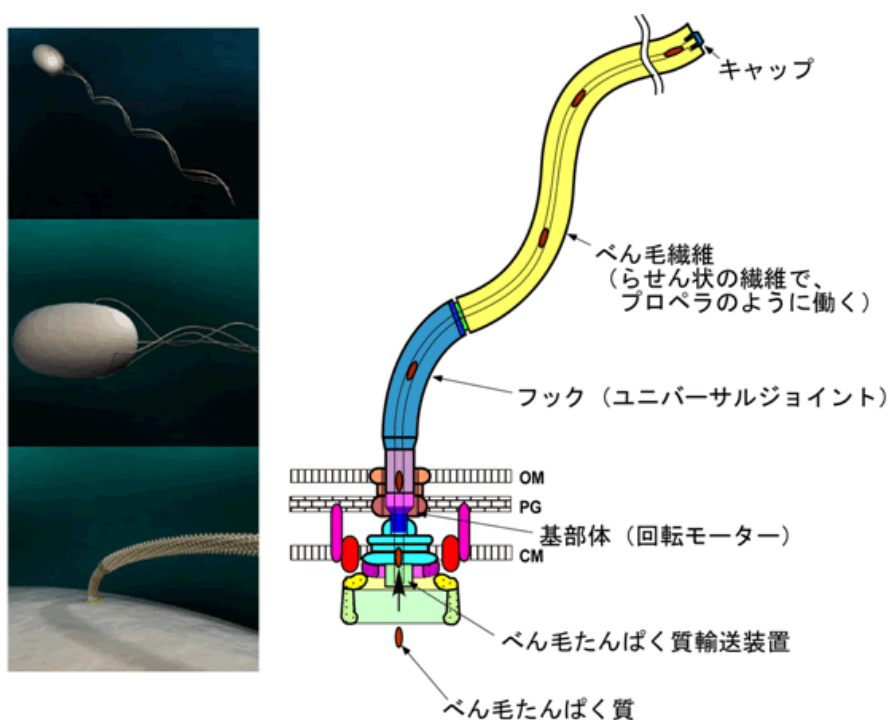 キャップ
べん毛繊維
（らせん状の繊維で、
プロペラのように働く）
フック（ユニバーサルジョイント）
OM
PG
基部体（回転モーター）
CM
べん毛たんぱく質輸送装置
べん毛たんぱく質